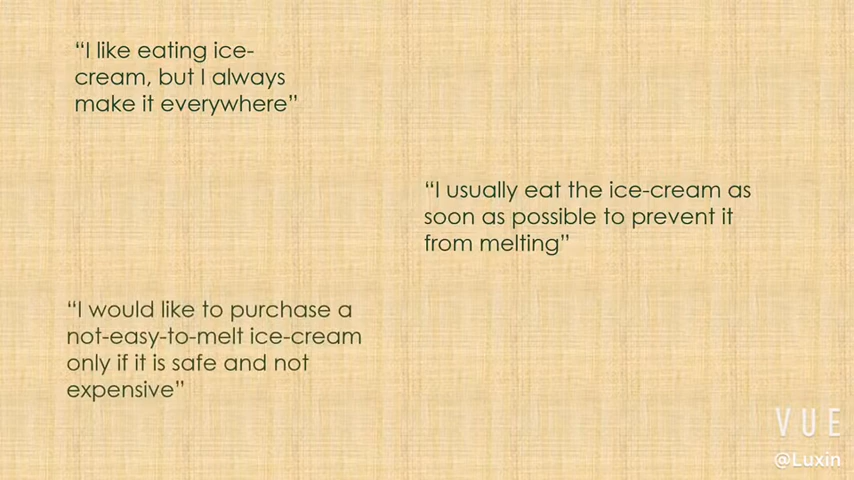 “I like eating ice-
cream, but I always
make it everywhere”
“I usually eat the ice-cream as
soon as possible to prevent it
from melting”
“I would like to purchase a
not-easy-to-melt ice-cream
only if it is safe and not
expensive”
VUE
@Luxin